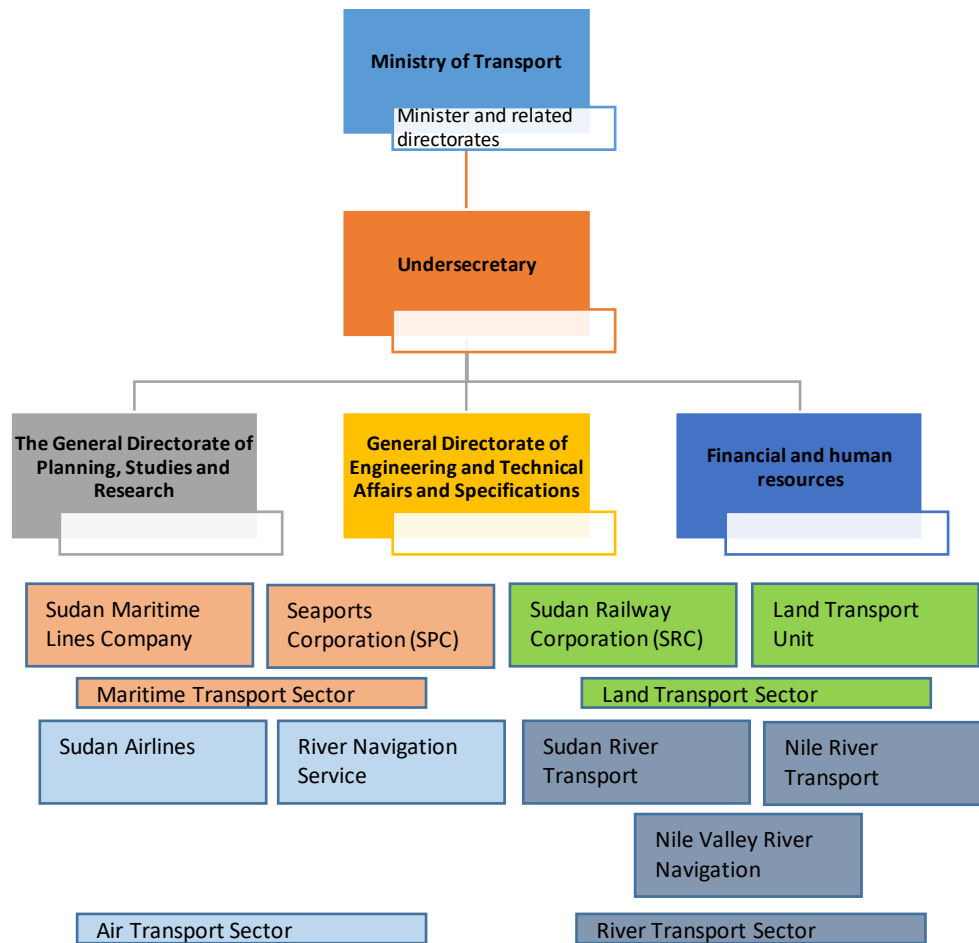 Ministry of Transport
Minister and related
directorates
Undersecretary
The General Directorate of
Planning, Studies and
Research
General Directorate of
Engineering and Technical
Affairs and Specifications
Financial and human
resources
Sudan Maritime
Lines Company
Seaports
Corporation (SPC)
Sudan Railway
Corporation (SRC)
Land Transport
Unit
Maritime Transport Sector
Land Transport Sector
Sudan Airlines
River Navigation
Service
Sudan River
Transport
Nile River
Transport
Nile Valley River
Navigation
Air Transport Sector
River Transport Sector